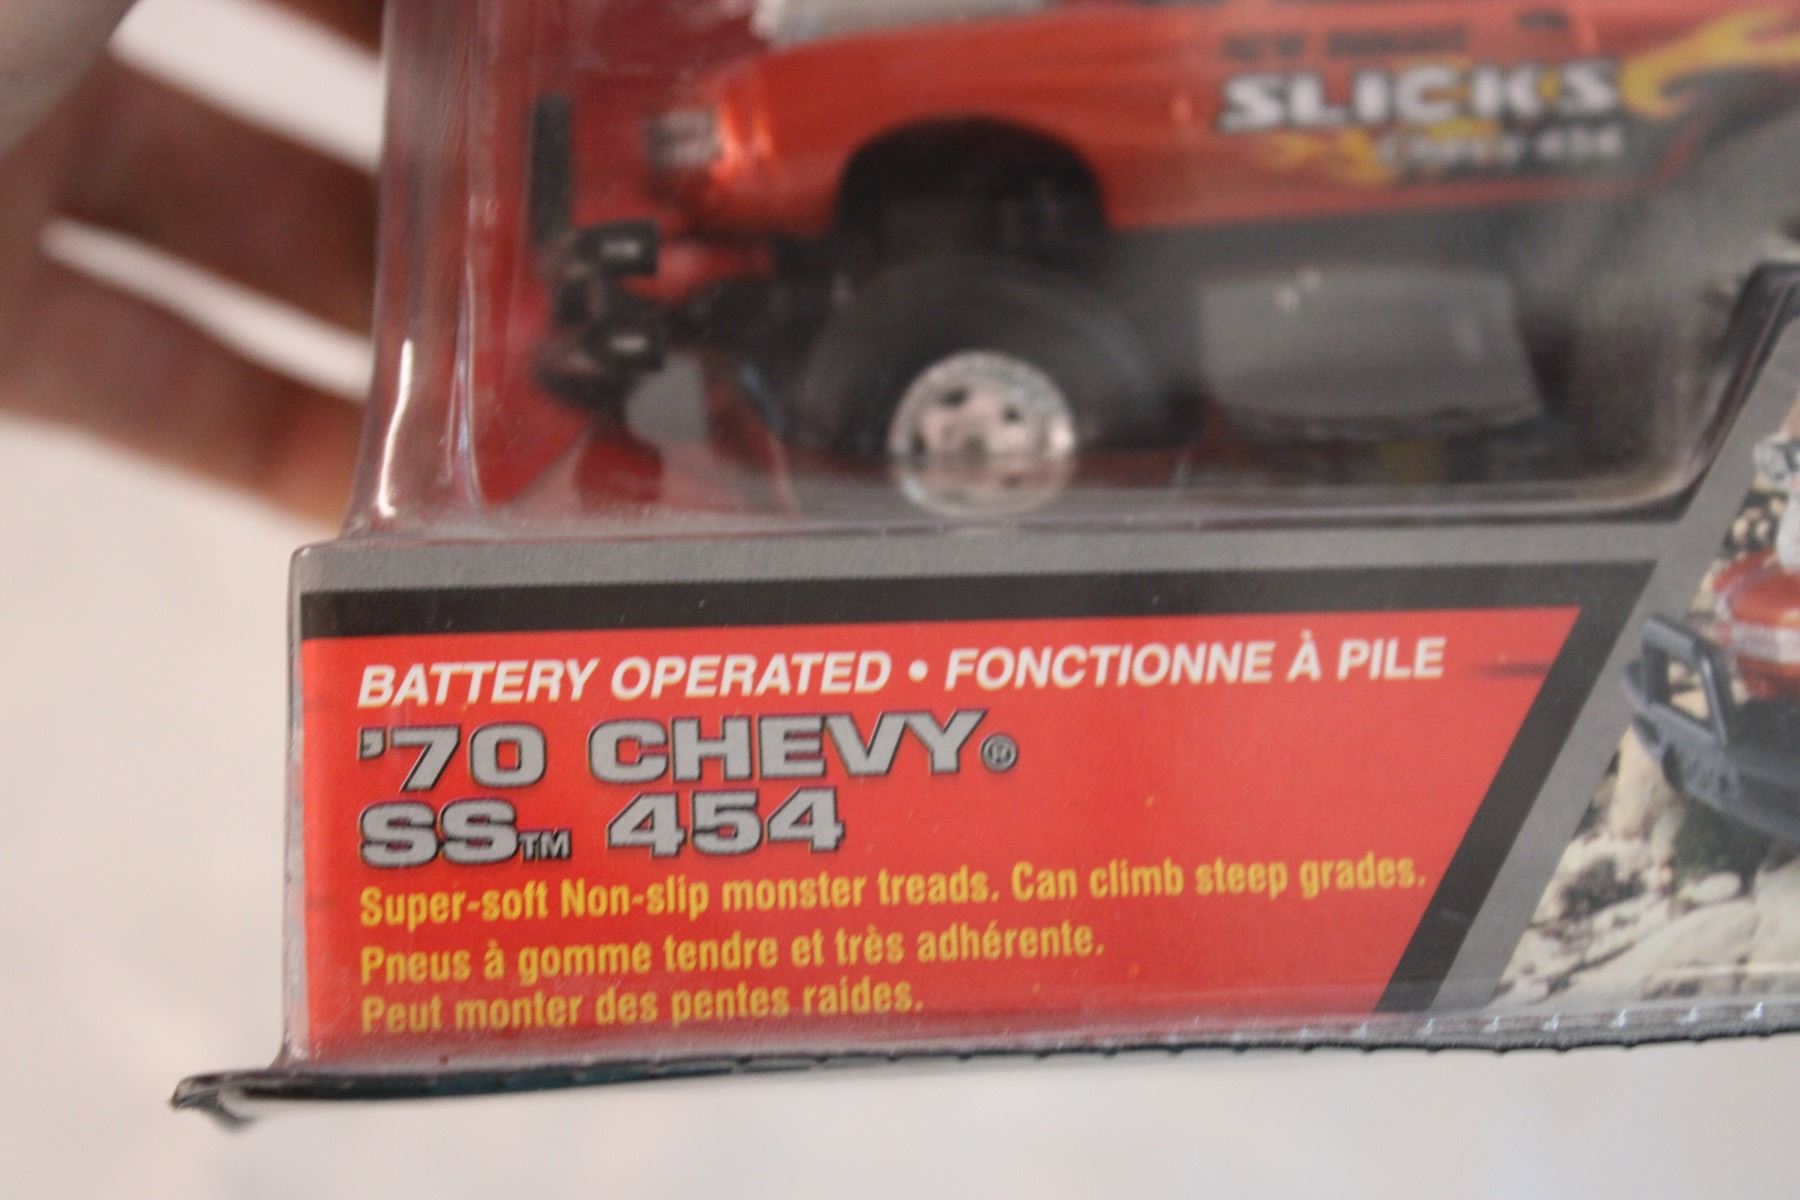 SLICKS
BATTERY OPERATED • FONCTIONNE À PILE
'70 CHEVY®
SS™ 454
Super-soft Non-slip monster treads. Can climb steep grades.
Pneus à gomme tendre et très adhérente.
Peut monter des pentes raides.